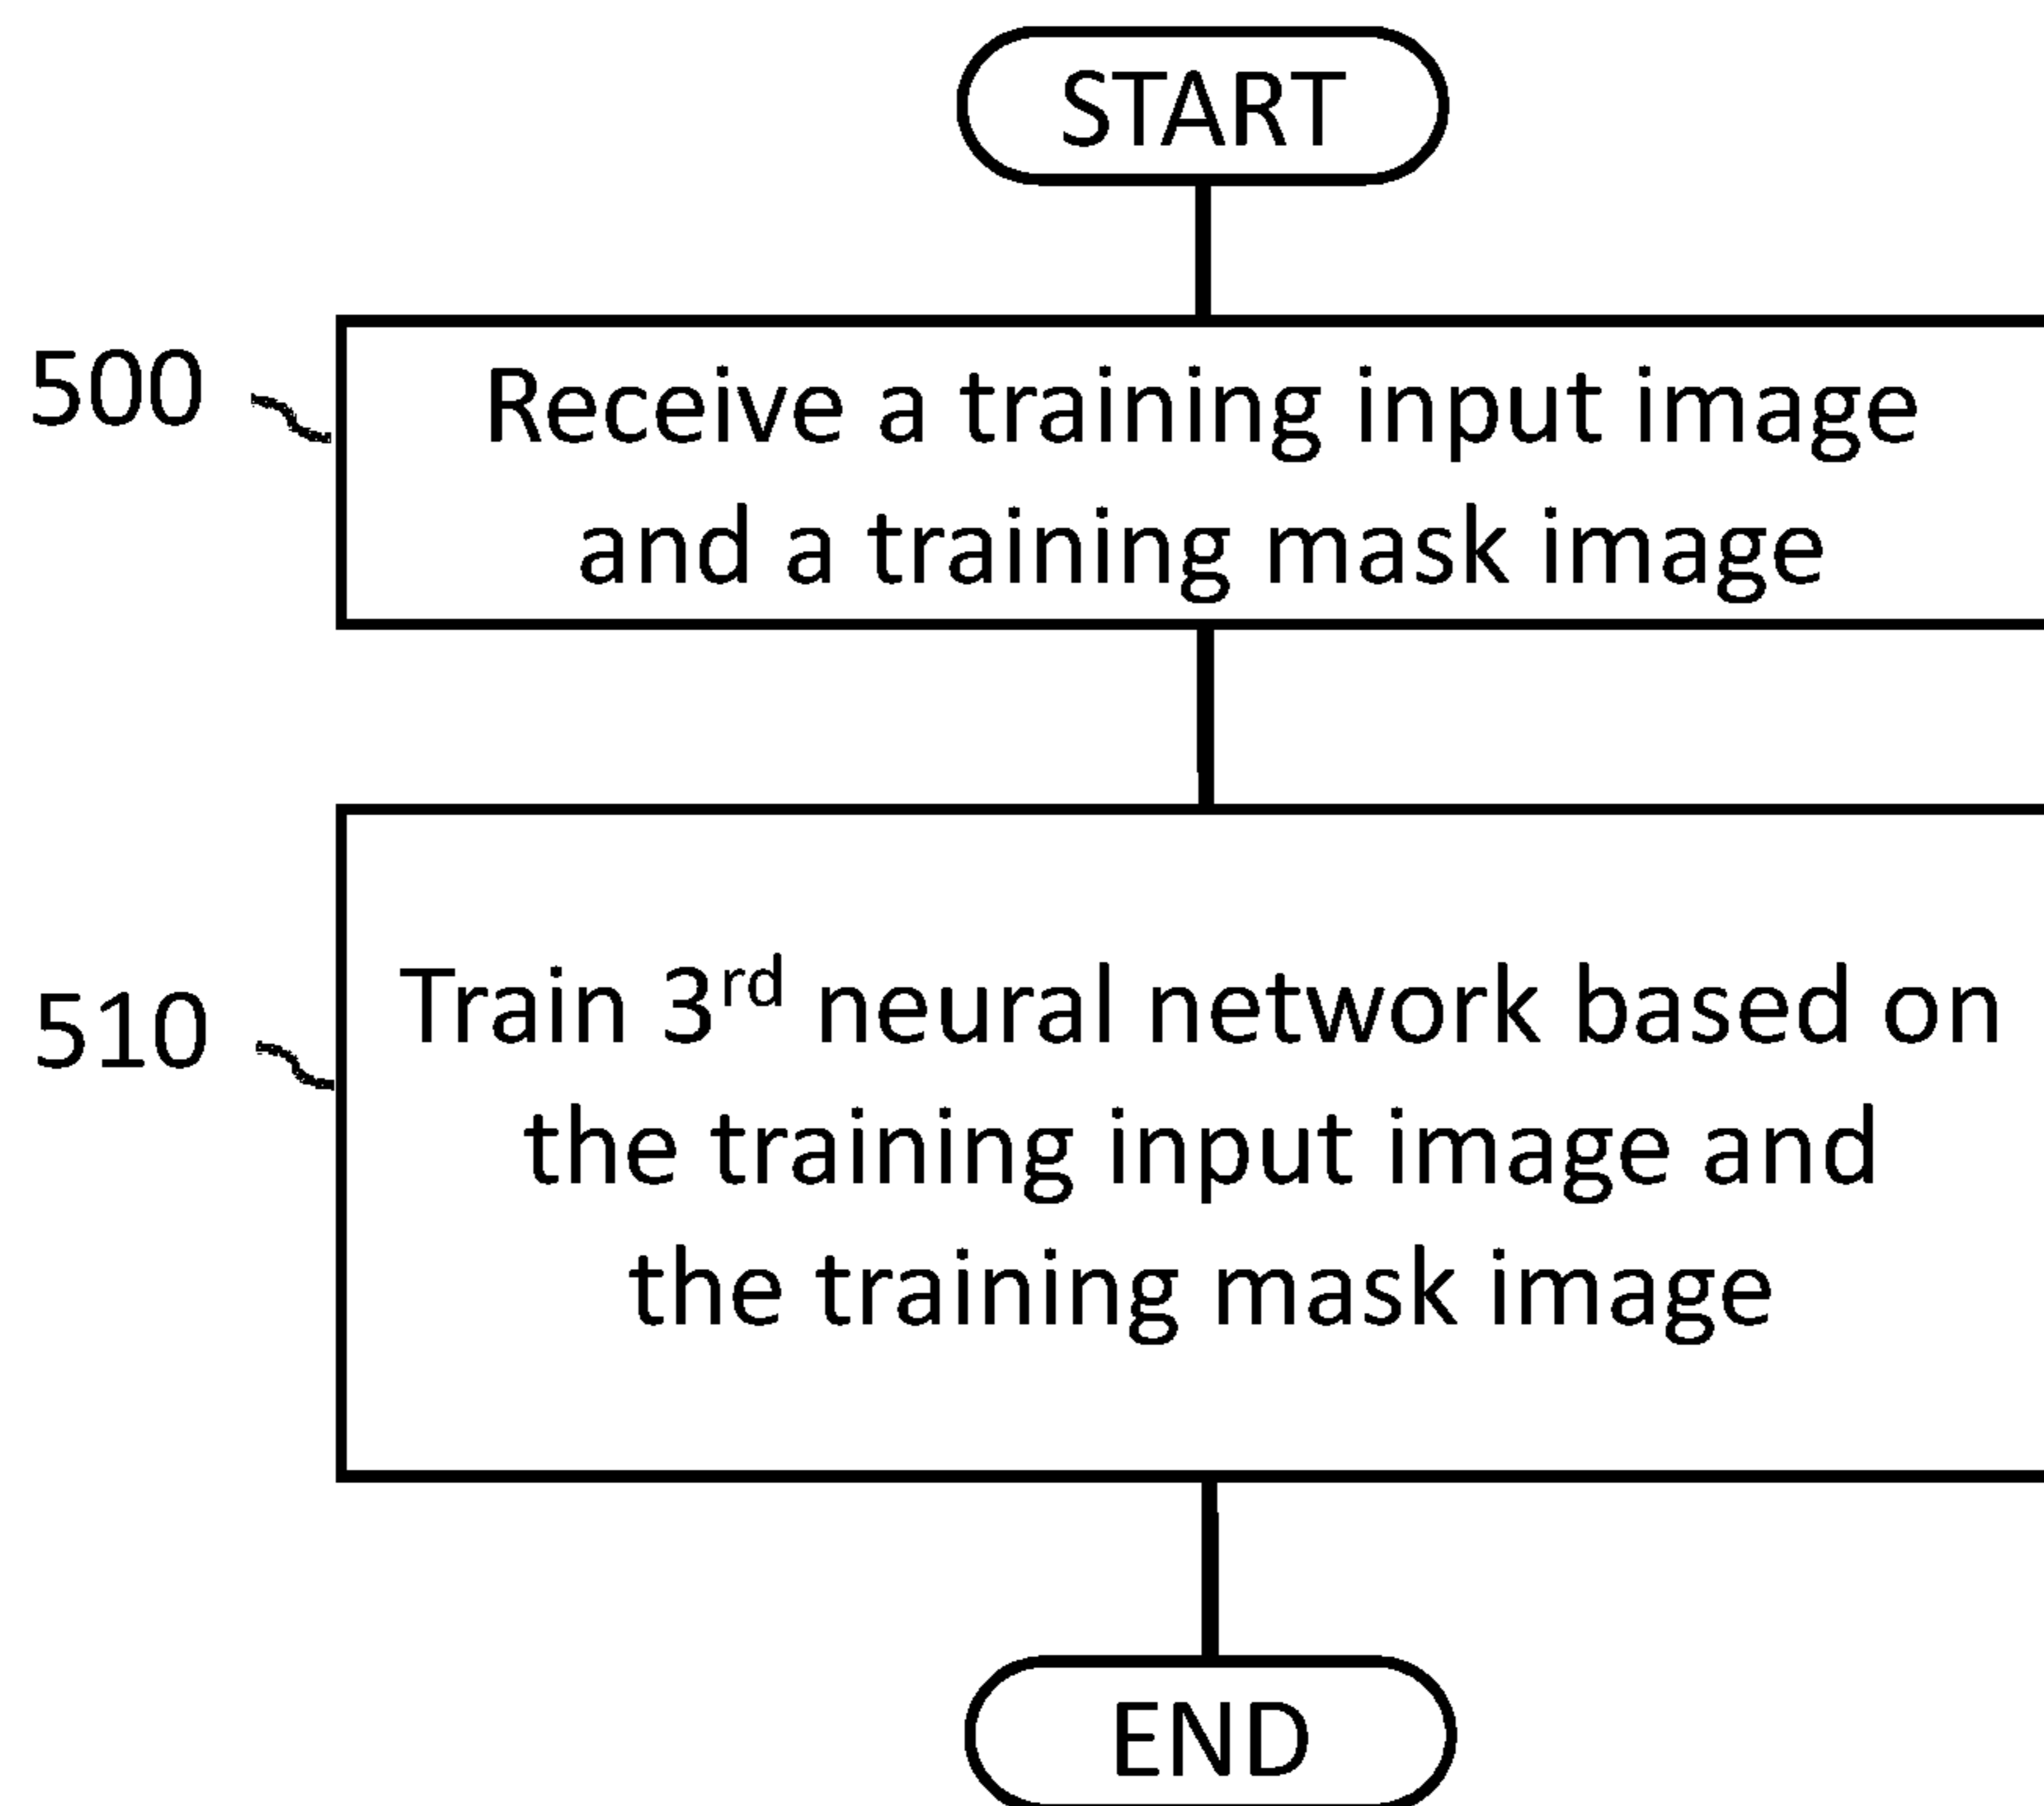 START
500
Receive a training input image
and a training mask image
510
Train 3rd neural network based on
the training input image and
the training mask image
END